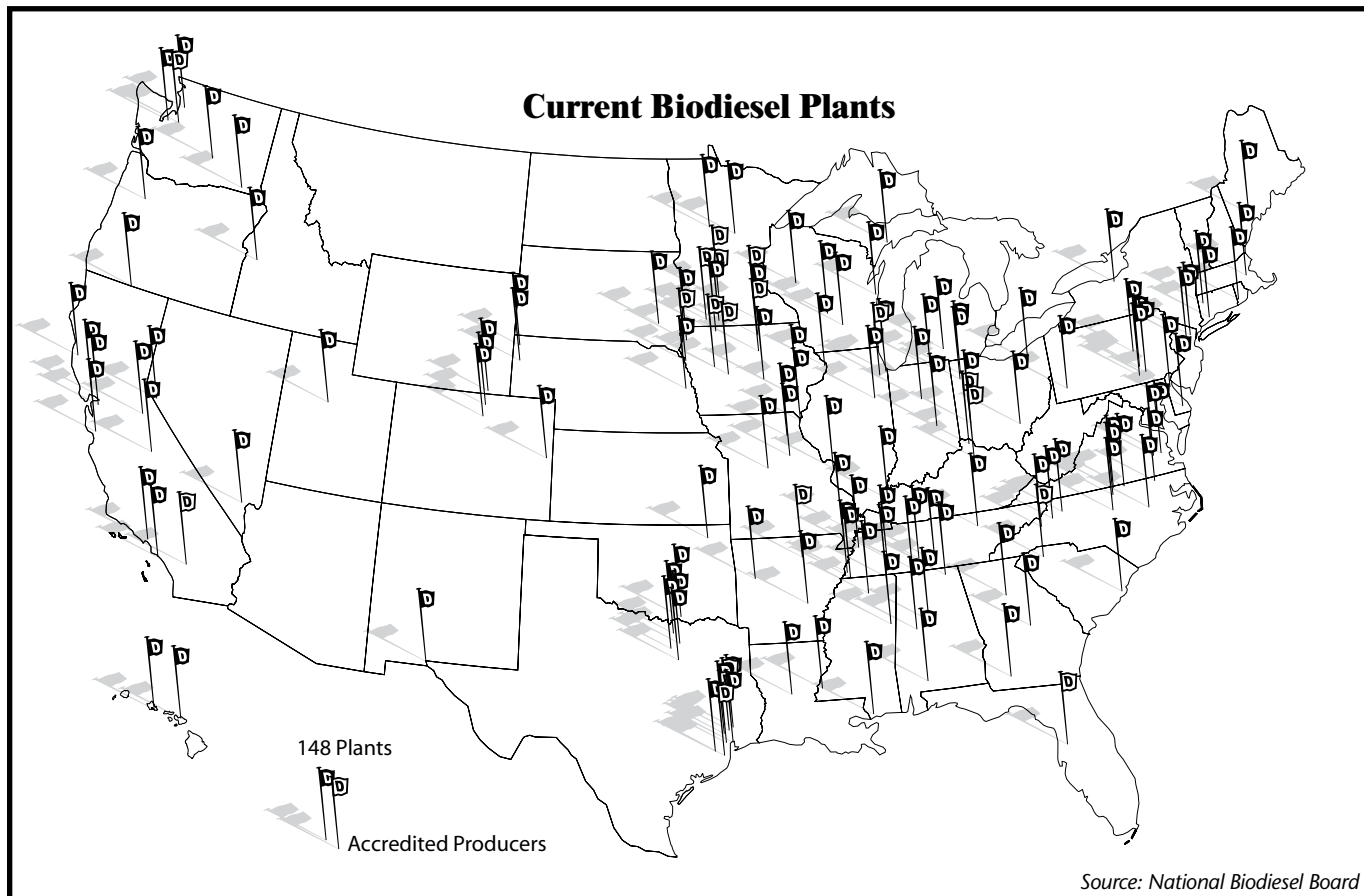 Current Biodiesel Plants
148 Plants
Accredited Producers
Source: National Biodiesel Board